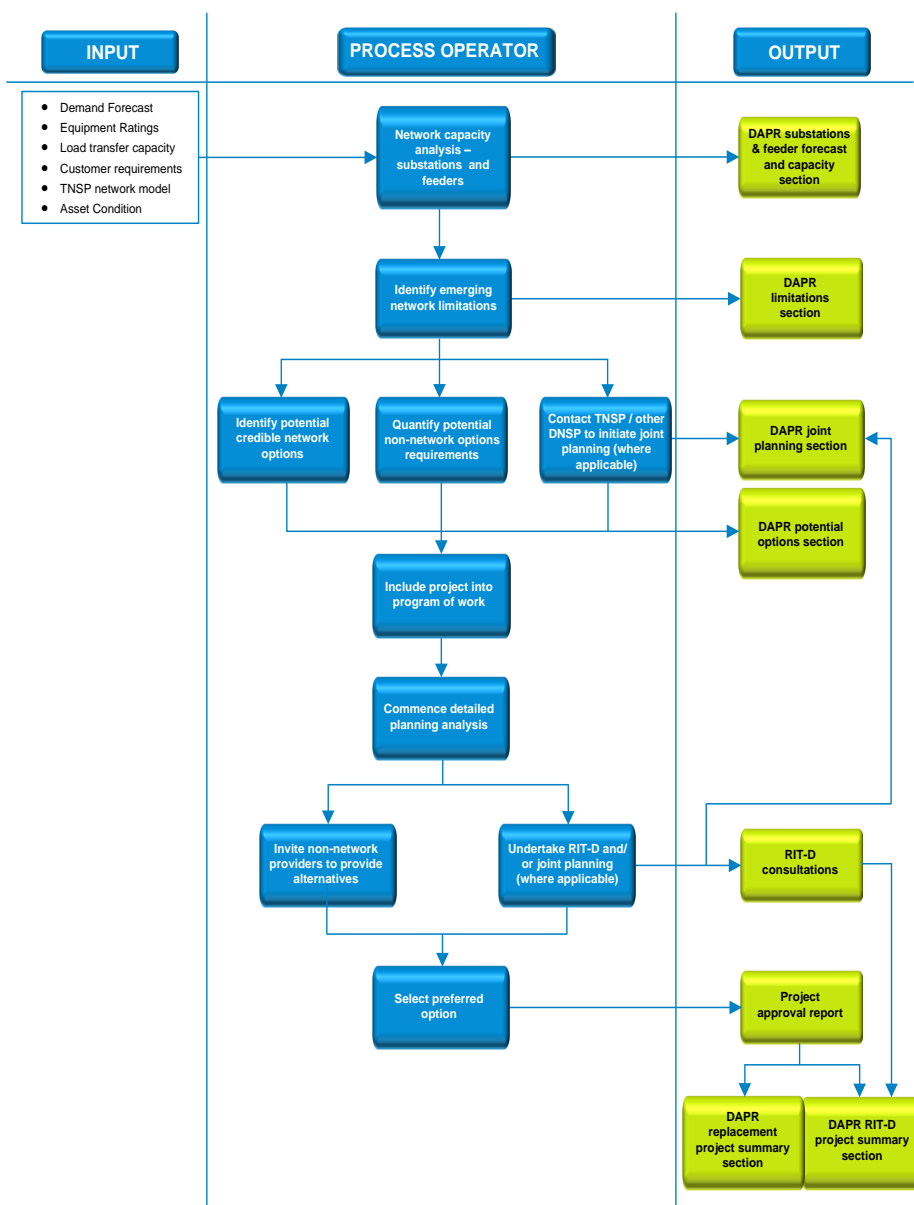 INPUT
PROCESS OPERATOR
OUTPUT
• Demand Forecast
• Equipment Ratings
• Load transfer capacity
• Customer requirements
• TNSP network model
• Asset Condition
Network capacity
analysis –
substations and
feeders
DAPR substations
& feeder forecast
and capacity
section
Identify emerging
network limitations
DAPR
limitations
section
Identify potential
credible network
options
Quantify potential
non-network options
requirements
Contact TNSP / other
DNSP to initiate joint
planning (where
applicable)
DAPR joint
planning section
DAPR potential
options section
Include project into
program of work
Commence detailed
planning analysis
Invite non-network
providers to provide
alternatives
Undertake RIT-D and/
or joint planning
(where applicable)
RIT-D
consultations
Select preferred
option
Project
approval report
DAPR
replacement
project summary
section
DAPR RIT-D
project summary
section